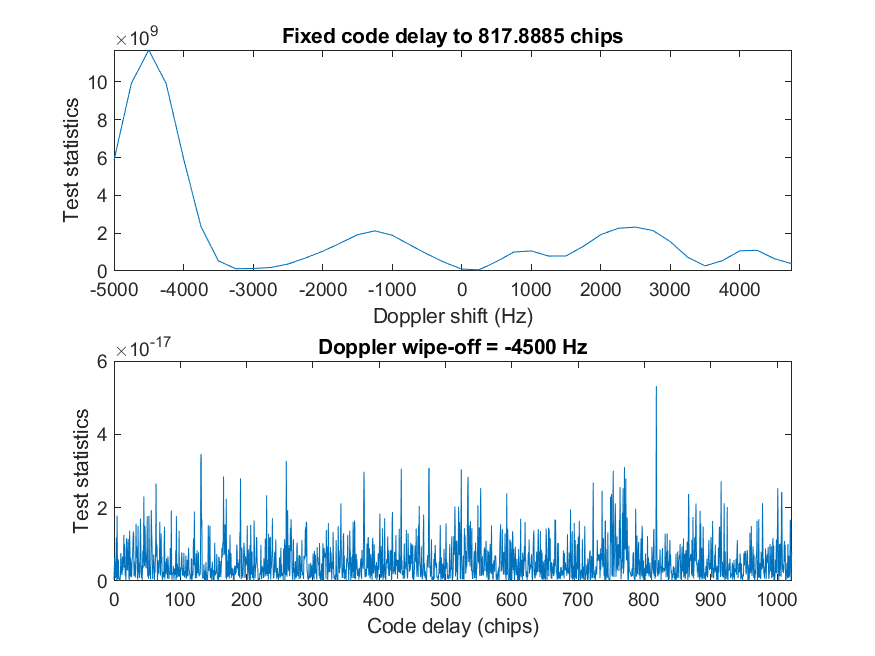 ×10^9
Fixed code delay to 817.8885 chips
10
8
6
4
2
0
Test statistics
-5000 -4000 -3000 -2000 -1000 0 1000 2000 3000 4000
Doppler shift (Hz)
×10^-17
Doppler wipe-off = -4500 Hz
6
4
2
0
Test statistics
0 100 200 300 400 500 600 700 800 900 1000
Code delay (chips)